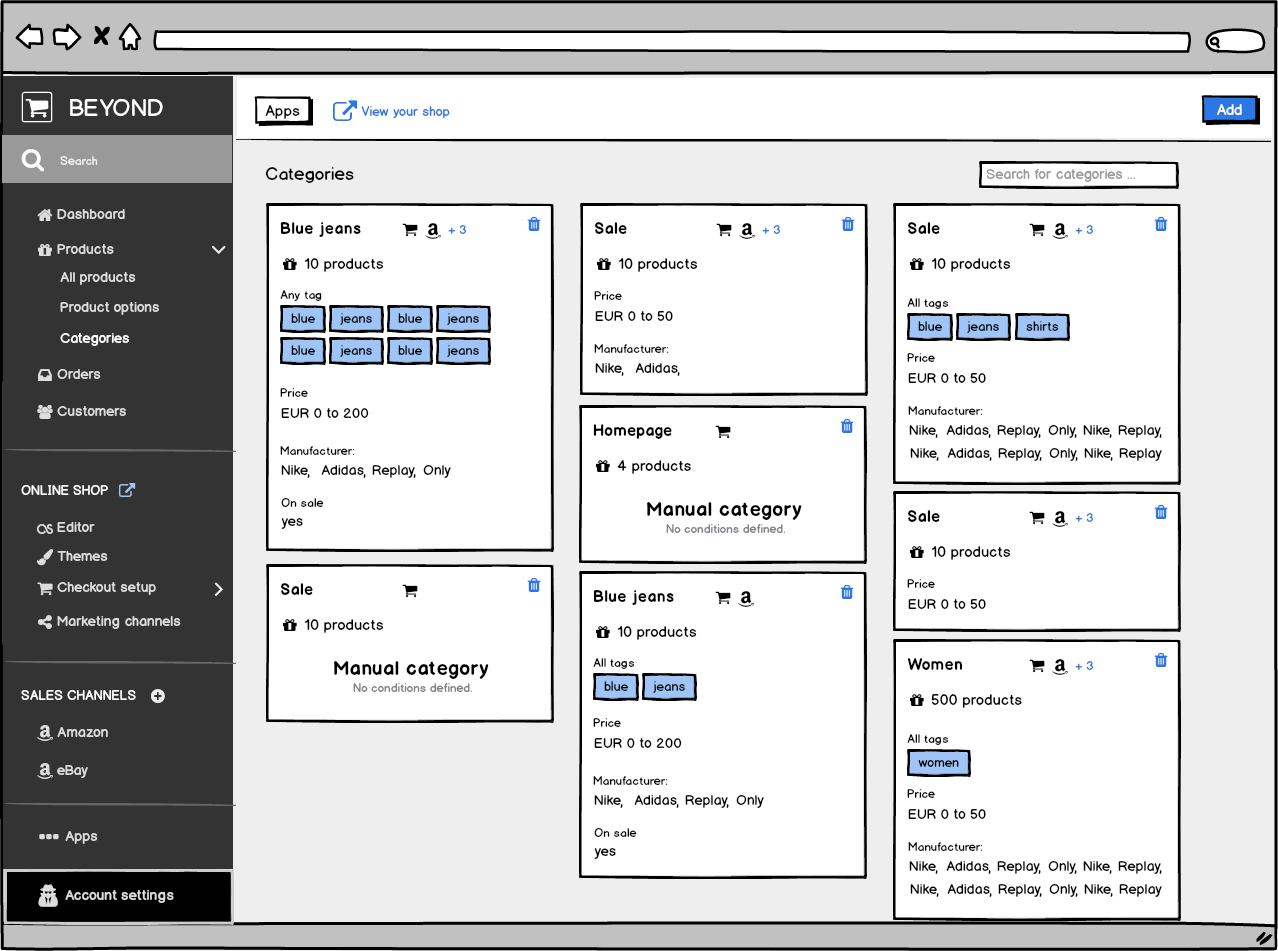 BEYOND
Search
Dashboard
Products
All products
Product options
Categories
Orders
Customers
ONLINE SHOP
Editor
Themes
Checkout setup
Marketing channels
SALES CHANNELS
Amazon
eBay
Apps
Account settings
Apps
View your shop
Add
Categories
Search for categories ...
Blue jeans
+ 3
10 products
Any tag
blue jeans blue jeans
blue jeans blue jeans
Price
EUR 0 to 200
Manufacturer:
Nike, Adidas, Replay, Only
On sale
yes
Sale
10 products
Manual category
No conditions defined.
Sale
+ 3
10 products
Price
EUR 0 to 50
Manufacturer:
Nike, Adidas,
Homepage
4 products
Manual category
No conditions defined.
Blue jeans
10 products
All tags
blue jeans
Price
EUR 0 to 200
Manufacturer:
Nike, Adidas, Replay, Only
On sale
yes
Sale
+ 3
10 products
All tags
blue jeans shirts
Price
EUR 0 to 50
Manufacturer:
Nike, Adidas, Replay, Only, Nike, Replay,
Nike, Adidas, Replay, Only, Nike, Replay
Sale
+ 3
10 products
Price
EUR 0 to 50
Women
+ 3
500 products
All tags
women
Price
EUR 0 to 50
Manufacturer:
Nike, Adidas, Replay, Only, Nike, Replay,
Nike, Adidas, Replay, Only, Nike, Replay